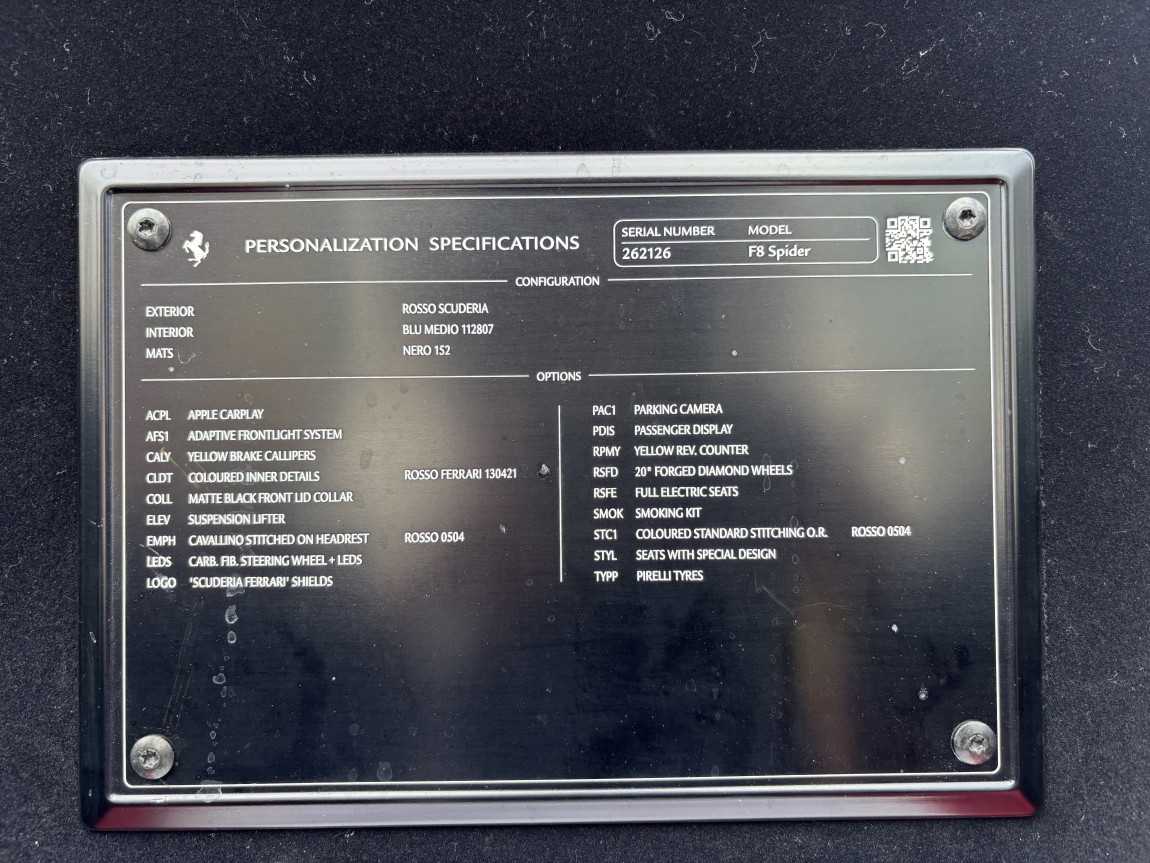 PERSONALIZATION SPECIFICATIONS
SERIAL NUMBER MODEL
262126 F8 Spider
CONFIGURATION
EXTERIOR ROSSO SCUDERIA
INTERIOR BLU MEDIO 112807
MATS NERO 152
OPTIONS
ACPL APPLE CARPLAY
AFS1 ADAPTIVE FRONTLIGHT SYSTEM
CALY YELLOW BRAKE CALLIPERS
CLDT COLOURED INNER DETAILS ROSSO FERRARI 130421
COLL MATTE BLACK FRONT LID COLLAR
ELEV SUSPENSION LIFTER
EMPH CAVALLINO STITCHED ON HEADREST ROSSO 0504
LEDS CARB. FIB. STEERING WHEEL + LEDS
LOGO "SCUDERIA FERRARI' SHIELDS
PAC1 PARKING CAMERA
PDIS PASSENGER DISPLAY
RPMY YELLOW REV. COUNTER
RSFD 20" FORGED DIAMOND WHEELS
RSFE FULL ELECTRIC SEATS
SMOK SMOKING KIT
STC1 COLOURED STANDARD STITCHING O.R. ROSSO 0504
STYL SEATS WITH SPECIAL DESIGN
TYPP PIRELLI TYRES